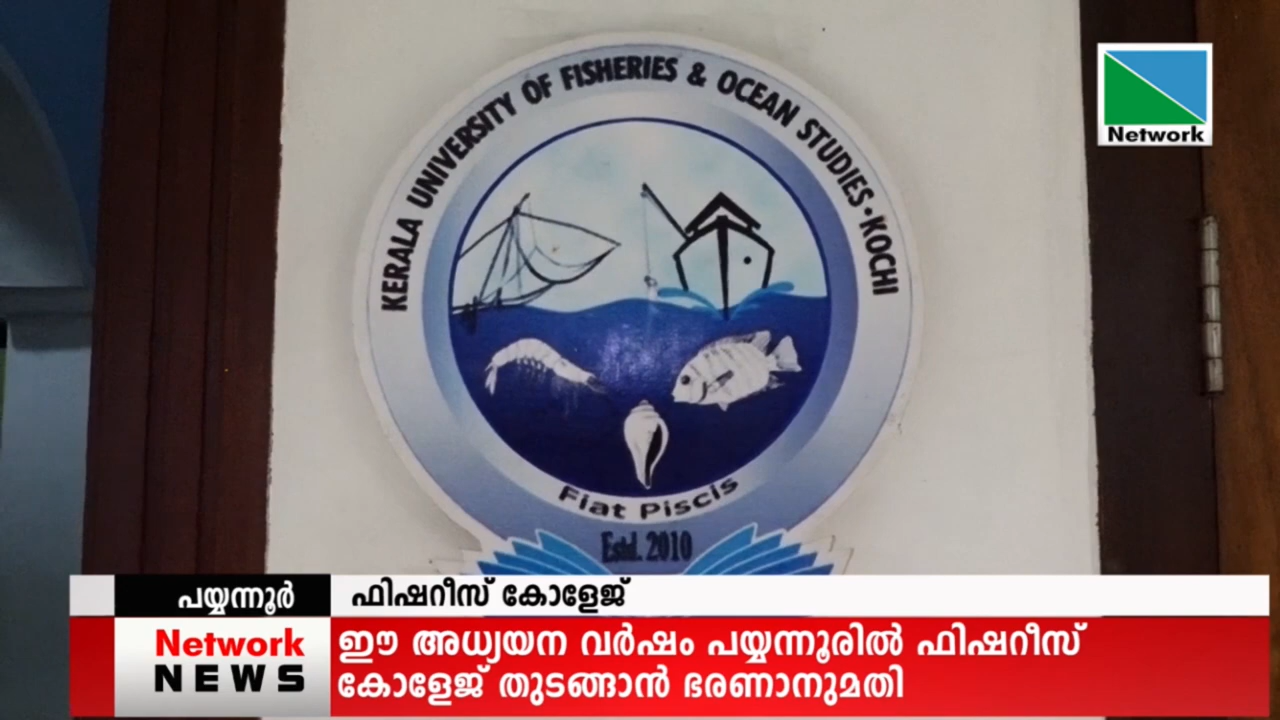 KERALA UNIVERSITY OF FISHERIES & OCEAN STUDIES · KOCHI
Network
Fiat Piscis
Estd. 2010
പയ്യന്നൂർ
ഫിഷറീസ് കോളേജ്
Network
NEWS
ഈ അധ്യയന വർഷം പയ്യന്നൂരിൽ ഫിഷറീസ്
കോളേജ് തുടങ്ങാൻ ഭരണാനുമതി